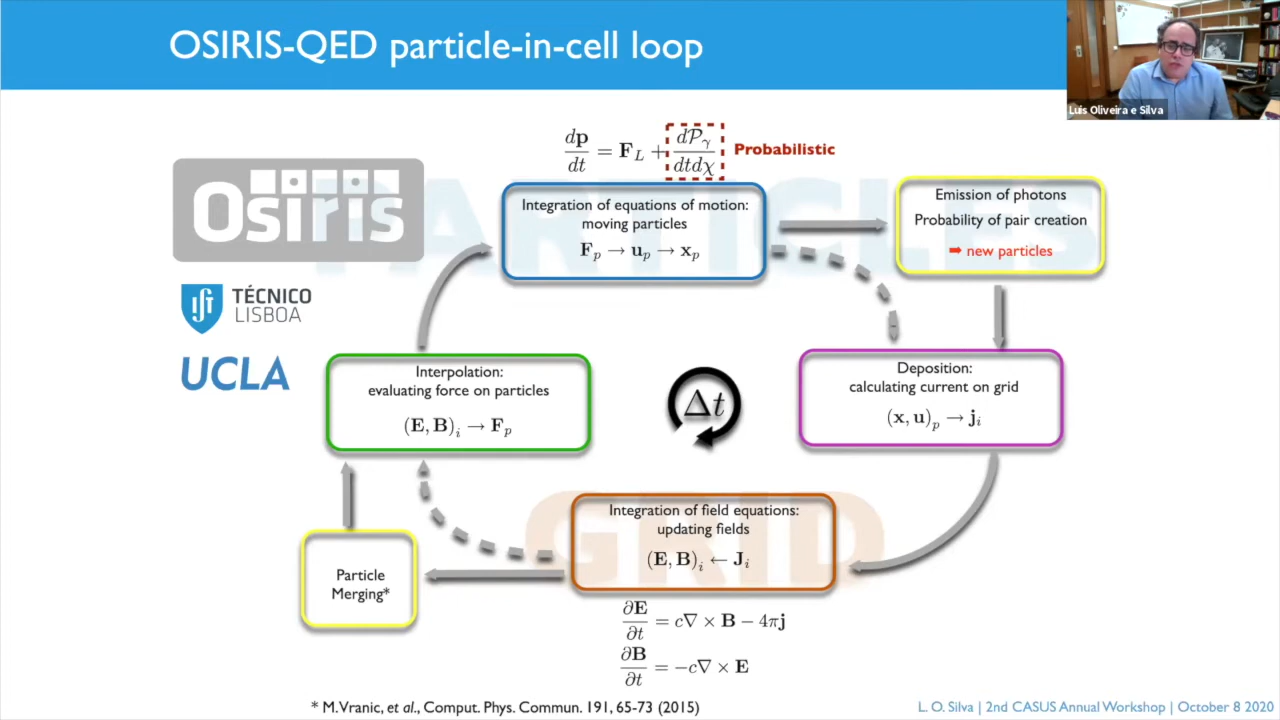 OSIRIS-QED particle-in-cell loop
Luís Oliveira e Silva
d𝐩/dt = 𝐅_L + d𝒫_γ/dtdχ
Probabilistic
PARTICLES
Osiris
TÉCNICO
LISBOA
UCLA
Integration of equations of motion:
moving particles
𝐅_p → 𝐮_p → 𝐱_p
Emission of photons
Probability of pair creation
➡ new particles
Interpolation:
evaluating force on particles
(𝐄, 𝐁)_i → 𝐅_p
Δt
Deposition:
calculating current on grid
(𝐱, 𝐮)_p → 𝐣_i
GRID
Integration of field equations:
updating fields
(𝐄, 𝐁)_i ← 𝐉_i
Particle
Merging*
∂𝐄/∂t = c∇ × 𝐁 − 4π𝐣
∂𝐁/∂t = −c∇ × 𝐄
* M. Vranic, et al., Comput. Phys. Commun. 191, 65-73 (2015)
L. O. Silva | 2nd CASUS Annual Workshop | October 8 2020